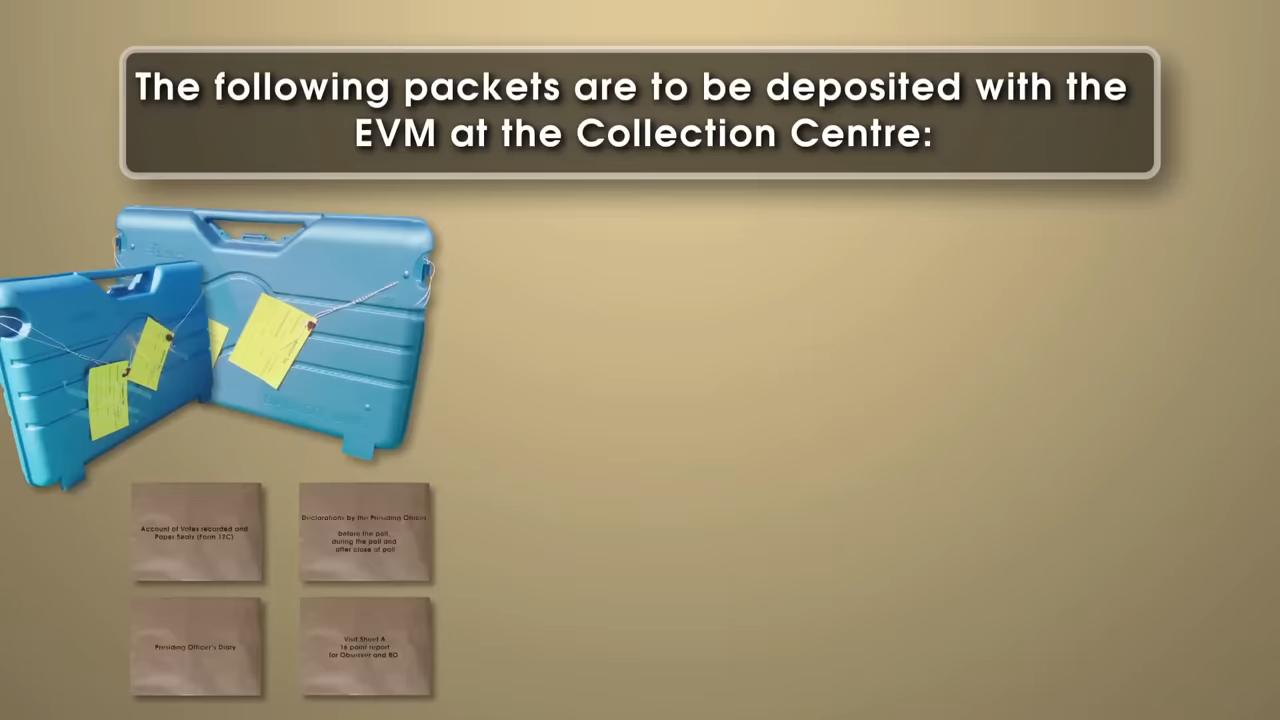 The following packets are to be deposited with the
EVM at the Collection Centre:
Account of Votes recorded and
Paper Seals (Form 17C)
Declarations by the Presiding Officer
before the poll,
during the poll and
after close of poll
Presiding Officer's Diary
Visit Sheet &
16 point report
for Observer and RO